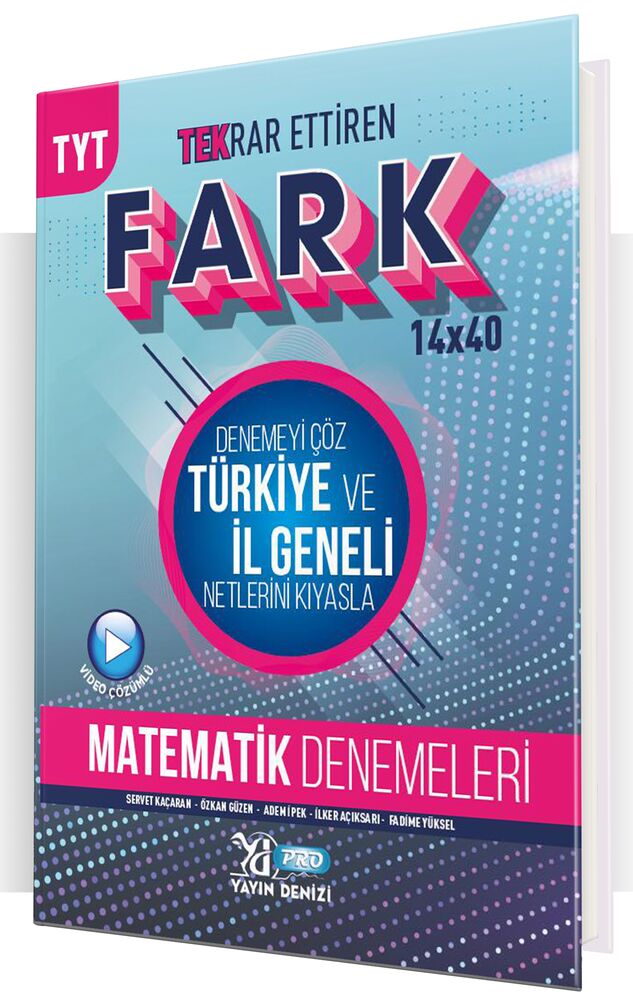 TYT
TEKRAR ETTİREN
FARK
14x40
DENEMEYİ ÇÖZ
TÜRKİYE VE
İL GENELİ
NETLERİNİ KIYASLA
VİDEO ÇÖZÜMLÜ
MATEMATİK DENEMELERİ
SERVET KAÇARAN - ÖZKAN GÜZEN - ADEM İPEK - İLKER AÇIKSARI - FADİME YÜKSEL
YD PRO
YAYIN DENİZİ